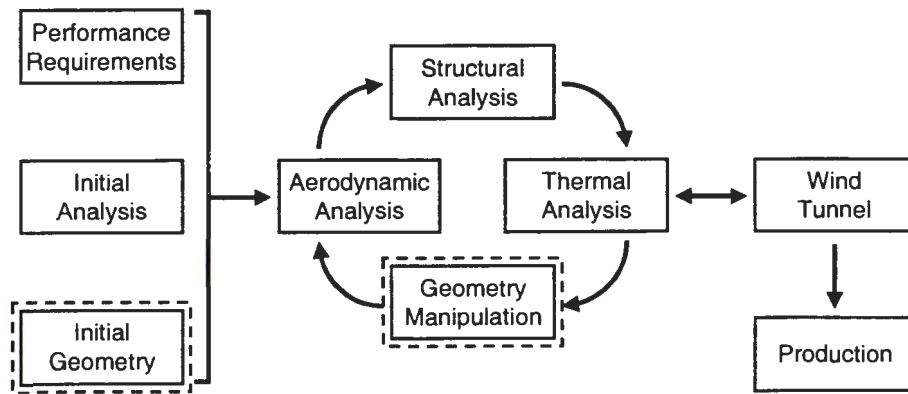 Performance
Requirements
Initial
Analysis
Initial
Geometry
Aerodynamic
Analysis
Structural
Analysis
Thermal
Analysis
Geometry
Manipulation
Wind
Tunnel
Production